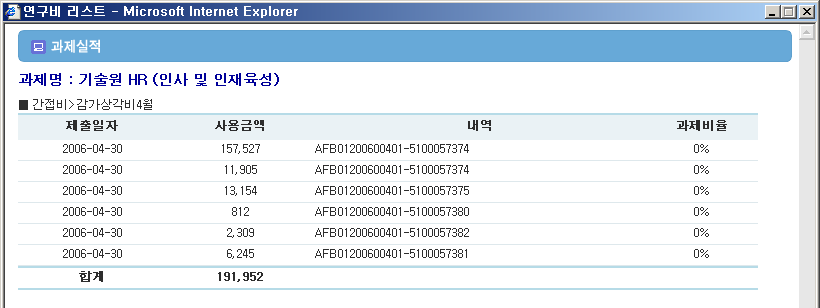 연구비 리스트 - Microsoft Internet Explorer
과제실적
과제명 : 기술원 HR (인사 및 인재육성)
■ 간접비>감가상각비4월
제출일자 사용금액 내역 과제비율
2006-04-30 157,527 AFB01200600401-5100057374 0%
2006-04-30 11,905 AFB01200600401-5100057374 0%
2006-04-30 13,154 AFB01200600401-5100057375 0%
2006-04-30 812 AFB01200600401-5100057380 0%
2006-04-30 2,309 AFB01200600401-5100057382 0%
2006-04-30 6,245 AFB01200600401-5100057381 0%
합계 191,952